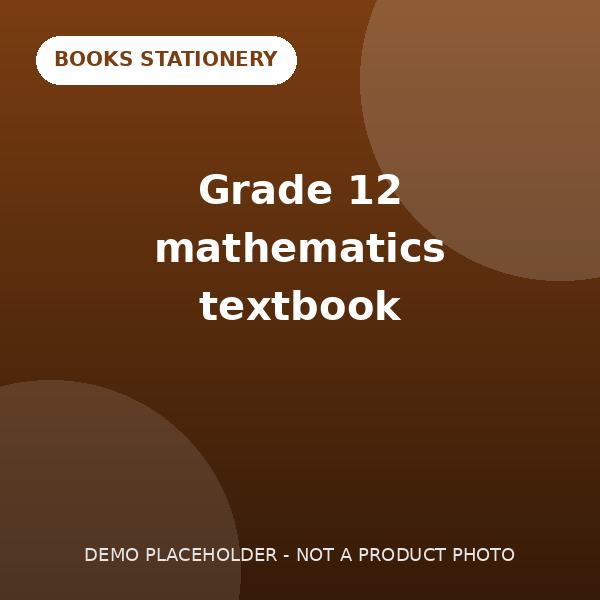 BOOKS STATIONERY
Grade 12
mathematics
textbook
DEMO PLACEHOLDER - NOT A PRODUCT PHOTO